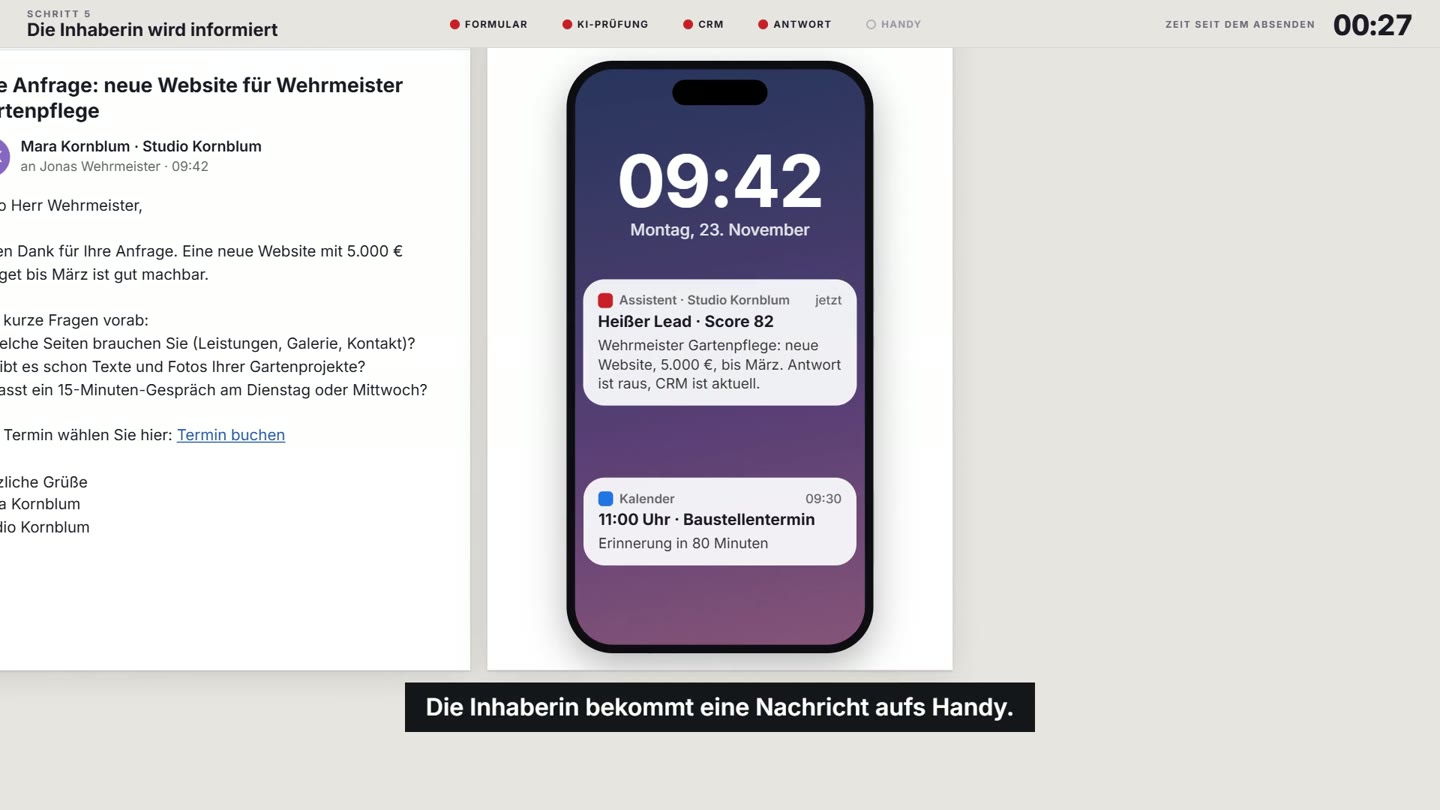 SCHRITT 5
Die Inhaberin wird informiert
FORMULAR
KI-PRÜFUNG
CRM
ANTWORT
HANDY
ZEIT SEIT DEM ABSENDEN
00:27
e Anfrage: neue Website für Wehrmeister
rtenpflege
Mara Kornblum · Studio Kornblum
an Jonas Wehrmeister · 09:42
o Herr Wehrmeister,
en Dank für Ihre Anfrage. Eine neue Website mit 5.000 €
get bis März ist gut machbar.
kurze Fragen vorab:
elche Seiten brauchen Sie (Leistungen, Galerie, Kontakt)?
ibt es schon Texte und Fotos Ihrer Gartenprojekte?
asst ein 15-Minuten-Gespräch am Dienstag oder Mittwoch?
Termin wählen Sie hier: Termin buchen
zliche Grüße
a Kornblum
dio Kornblum
09:42
Montag, 23. November
Assistent · Studio Kornblum jetzt
Heißer Lead · Score 82
Wehrmeister Gartenpflege: neue
Website, 5.000 €, bis März. Antwort
ist raus, CRM ist aktuell.
Kalender 09:30
11:00 Uhr · Baustellentermin
Erinnerung in 80 Minuten
Die Inhaberin bekommt eine Nachricht aufs Handy.